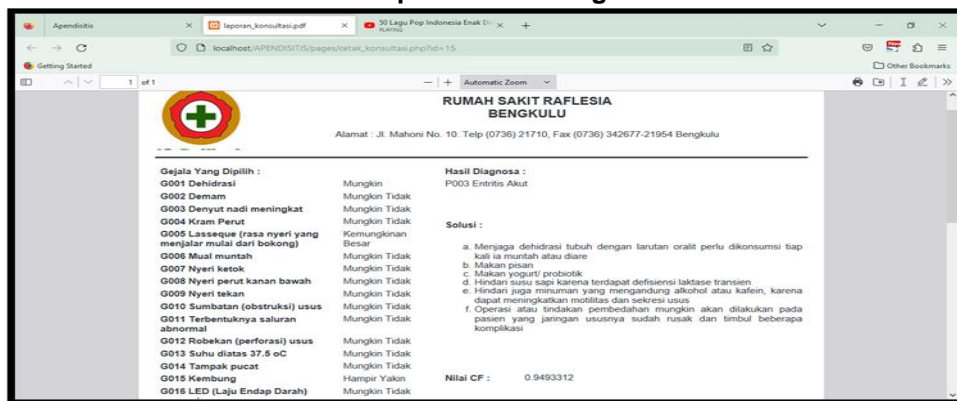 Apendisitis
laporan_konsultasi.pdf
50 Lagu Pop Indonesia Enak Di
PLAYING
localhost/APENDISITIS/pages/cetak_konsultasi.php?id=15
Getting Started
Other Bookmarks
1 of 1
Automatic Zoom
RUMAH SAKIT RAFLESIA
BENGKULU
Alamat : Jl. Mahoni No. 10. Telp (0736) 21710, Fax (0736) 342677-21954 Bengkulu
Gejala Yang Dipilih :
G001 Dehidrasi Mungkin
G002 Demam Mungkin Tidak
G003 Denyut nadi meningkat Mungkin Tidak
G004 Kram Perut Mungkin Tidak
G005 Lasseque (rasa nyeri yang Kemungkinan
menjalar mulai dari bokong) Besar
G006 Mual muntah Mungkin Tidak
G007 Nyeri ketok Mungkin Tidak
G008 Nyeri perut kanan bawah Mungkin Tidak
G009 Nyeri tekan Mungkin Tidak
G010 Sumbatan (obstruksi) usus Mungkin Tidak
G011 Terbentuknya saluran Mungkin Tidak
abnormal
G012 Robekan (perforasi) usus Mungkin Tidak
G013 Suhu diatas 37.5 oC Mungkin Tidak
G014 Tampak pucat Mungkin Tidak
G015 Kembung Hampir Yakin
G016 LED (Laju Endap Darah) Mungkin Tidak
Hasil Diagnosa :
P003 Entritis Akut
Solusi :
a. Menjaga dehidrasi tubuh dengan larutan oralit perlu dikonsumsi tiap
kali ia muntah atau diare
b. Makan pisan
c. Makan yogurt/ probiotik
d. Hindari susu sapi karena terdapat defisiensi laktase transien
e. Hindari juga minuman yang mengandung alkohol atau kafein, karena
dapat meningkatkan motilitas dan sekresi usus
f. Operasi atau tindakan pembedahan mungkin akan dilakukan pada
pasien yang jaringan ususnya sudah rusak dan timbul beberapa
komplikasi
Nilai CF : 0.9493312